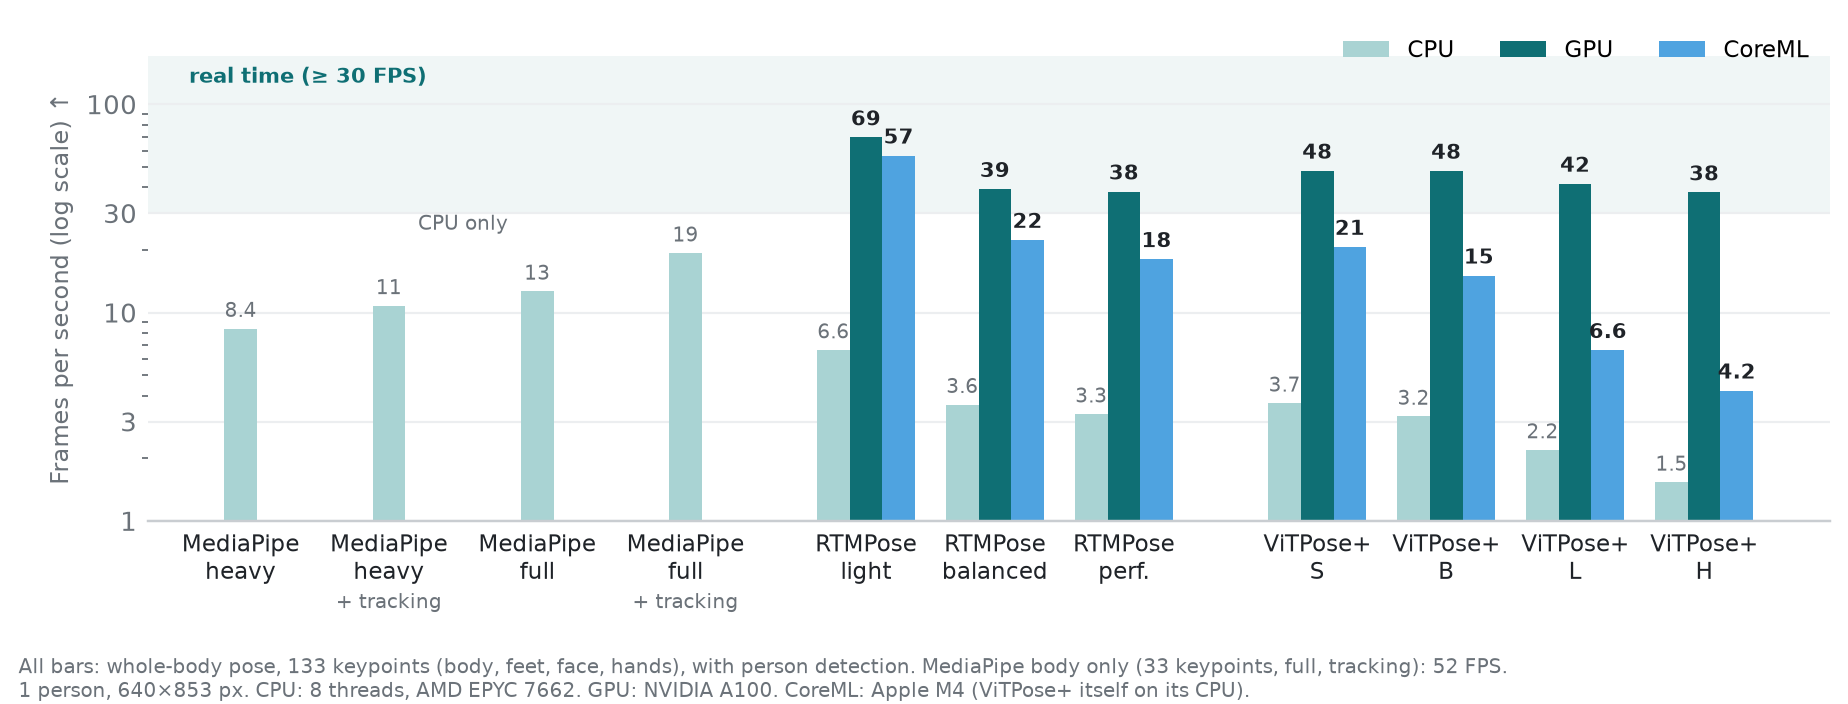 CPU GPU CoreML
real time (≥ 30 FPS)
Frames per second (log scale) ↑
100
30
10
3
1
CPU only
8.4
11
13
19
6.6
69
57
3.6
39
22
3.3
38
18
3.7
48
21
3.2
48
15
2.2
42
6.6
1.5
38
4.2
MediaPipe
heavy
MediaPipe
heavy
+ tracking
MediaPipe
full
MediaPipe
full
+ tracking
RTMPose
light
RTMPose
balanced
RTMPose
perf.
ViTPose+
S
ViTPose+
B
ViTPose+
L
ViTPose+
H
All bars: whole-body pose, 133 keypoints (body, feet, face, hands), with person detection. MediaPipe body only (33 keypoints, full, tracking): 52 FPS.
1 person, 640×853 px. CPU: 8 threads, AMD EPYC 7662. GPU: NVIDIA A100. CoreML: Apple M4 (ViTPose+ itself on its CPU).